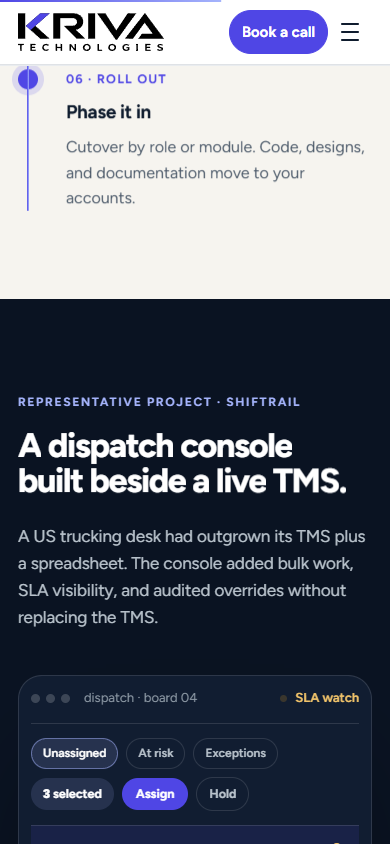 KRIVA
TECHNOLOGIES
Book a call
06 · ROLL OUT
Phase it in
Cutover by role or module. Code, designs,
and documentation move to your
accounts.
REPRESENTATIVE PROJECT · SHIFTRAIL
A dispatch console
built beside a live TMS.
A US trucking desk had outgrown its TMS plus
a spreadsheet. The console added bulk work,
SLA visibility, and audited overrides without
replacing the TMS.
dispatch · board 04 SLA watch
Unassigned At risk Exceptions
3 selected Assign Hold